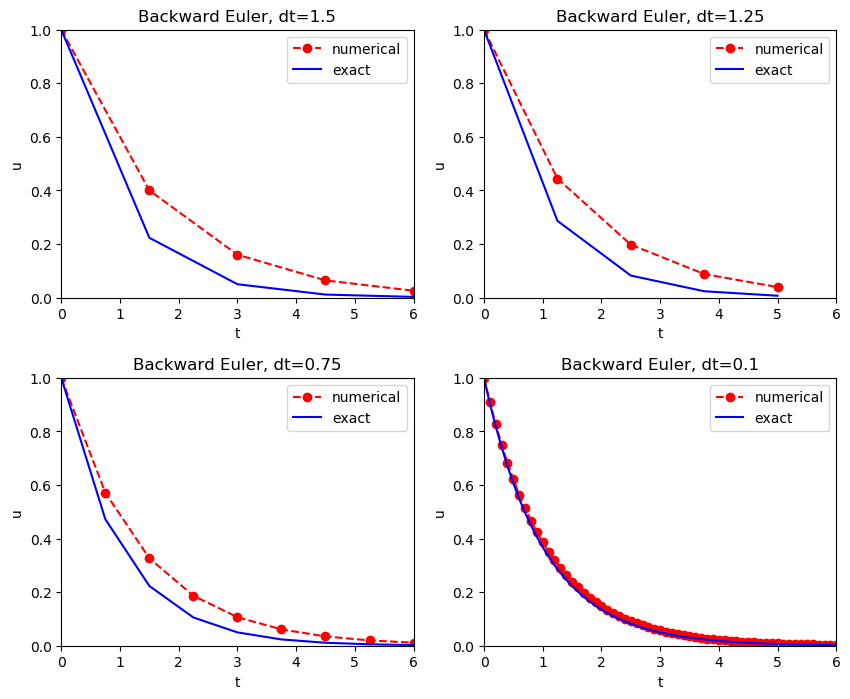 Backward Euler, dt=1.5
1.0
0.8
0.6
0.4
0.2
0.0
u
numerical
exact
0 1 2 3 4 5 6
t
Backward Euler, dt=1.25
1.0
0.8
0.6
0.4
0.2
0.0
u
numerical
exact
0 1 2 3 4 5 6
t
Backward Euler, dt=0.75
1.0
0.8
0.6
0.4
0.2
0.0
u
numerical
exact
0 1 2 3 4 5 6
t
Backward Euler, dt=0.1
1.0
0.8
0.6
0.4
0.2
0.0
u
numerical
exact
0 1 2 3 4 5 6
t